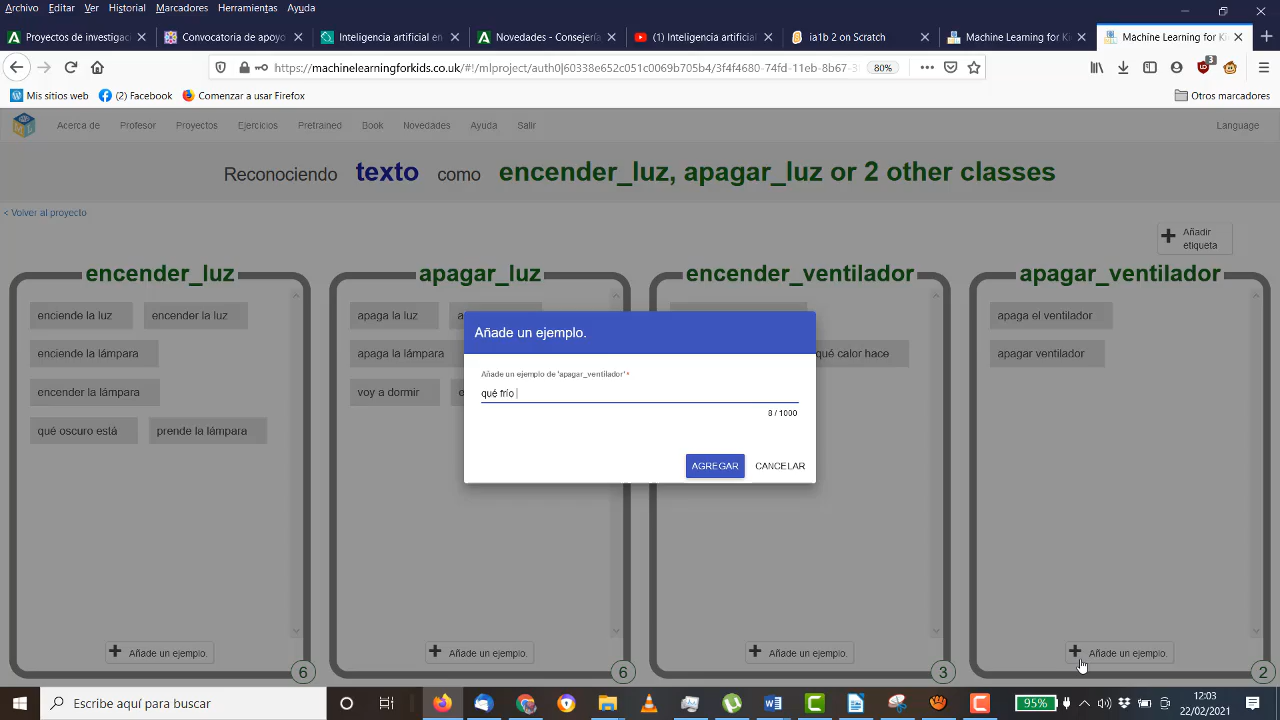 Archivo Editar Ver Historial Marcadores Herramientas Ayuda
Proyectos de investigac
Convocatoria de apoyo
Inteligencia artificial en
Novedades - Consejería
(1) Inteligencia artificial
ia1b 2 on Scratch
Machine Learning for Ki
Machine Learning for Ki
https://machinelearningforkids.co.uk/#!/mlproject/auth0|60338e652c051c0069b705b4/3f4f4680-74fd-11eb-8b67-3
80%
3
Mis sitios web
(2) Facebook
Comenzar a usar Firefox
Otros marcadores
Acerca de Profesor Proyectos Ejercicios Pretrained Book Novedades Ayuda Salir Language
Reconociendo texto como encender_luz, apagar_luz or 2 other classes
< Volver al proyecto
Añadir
etiqueta
encender_luz
enciende la luz
encender la luz
enciende la lámpara
encender la lámpara
qué oscuro está
prende la lámpara
Añade un ejemplo.
6
apagar_luz
apaga la luz
apaga la lámpara
voy a dormir
Añade un ejemplo.
6
encender_ventilador
qué calor hace
Añade un ejemplo.
3
apagar_ventilador
apaga el ventilador
apagar ventilador
Añade un ejemplo.
2
Añade un ejemplo.
Añade un ejemplo de 'apagar_ventilador' *
qué frío
8 / 1000
AGREGAR CANCELAR
Escribe aquí para buscar
95%
12:03
22/02/2021